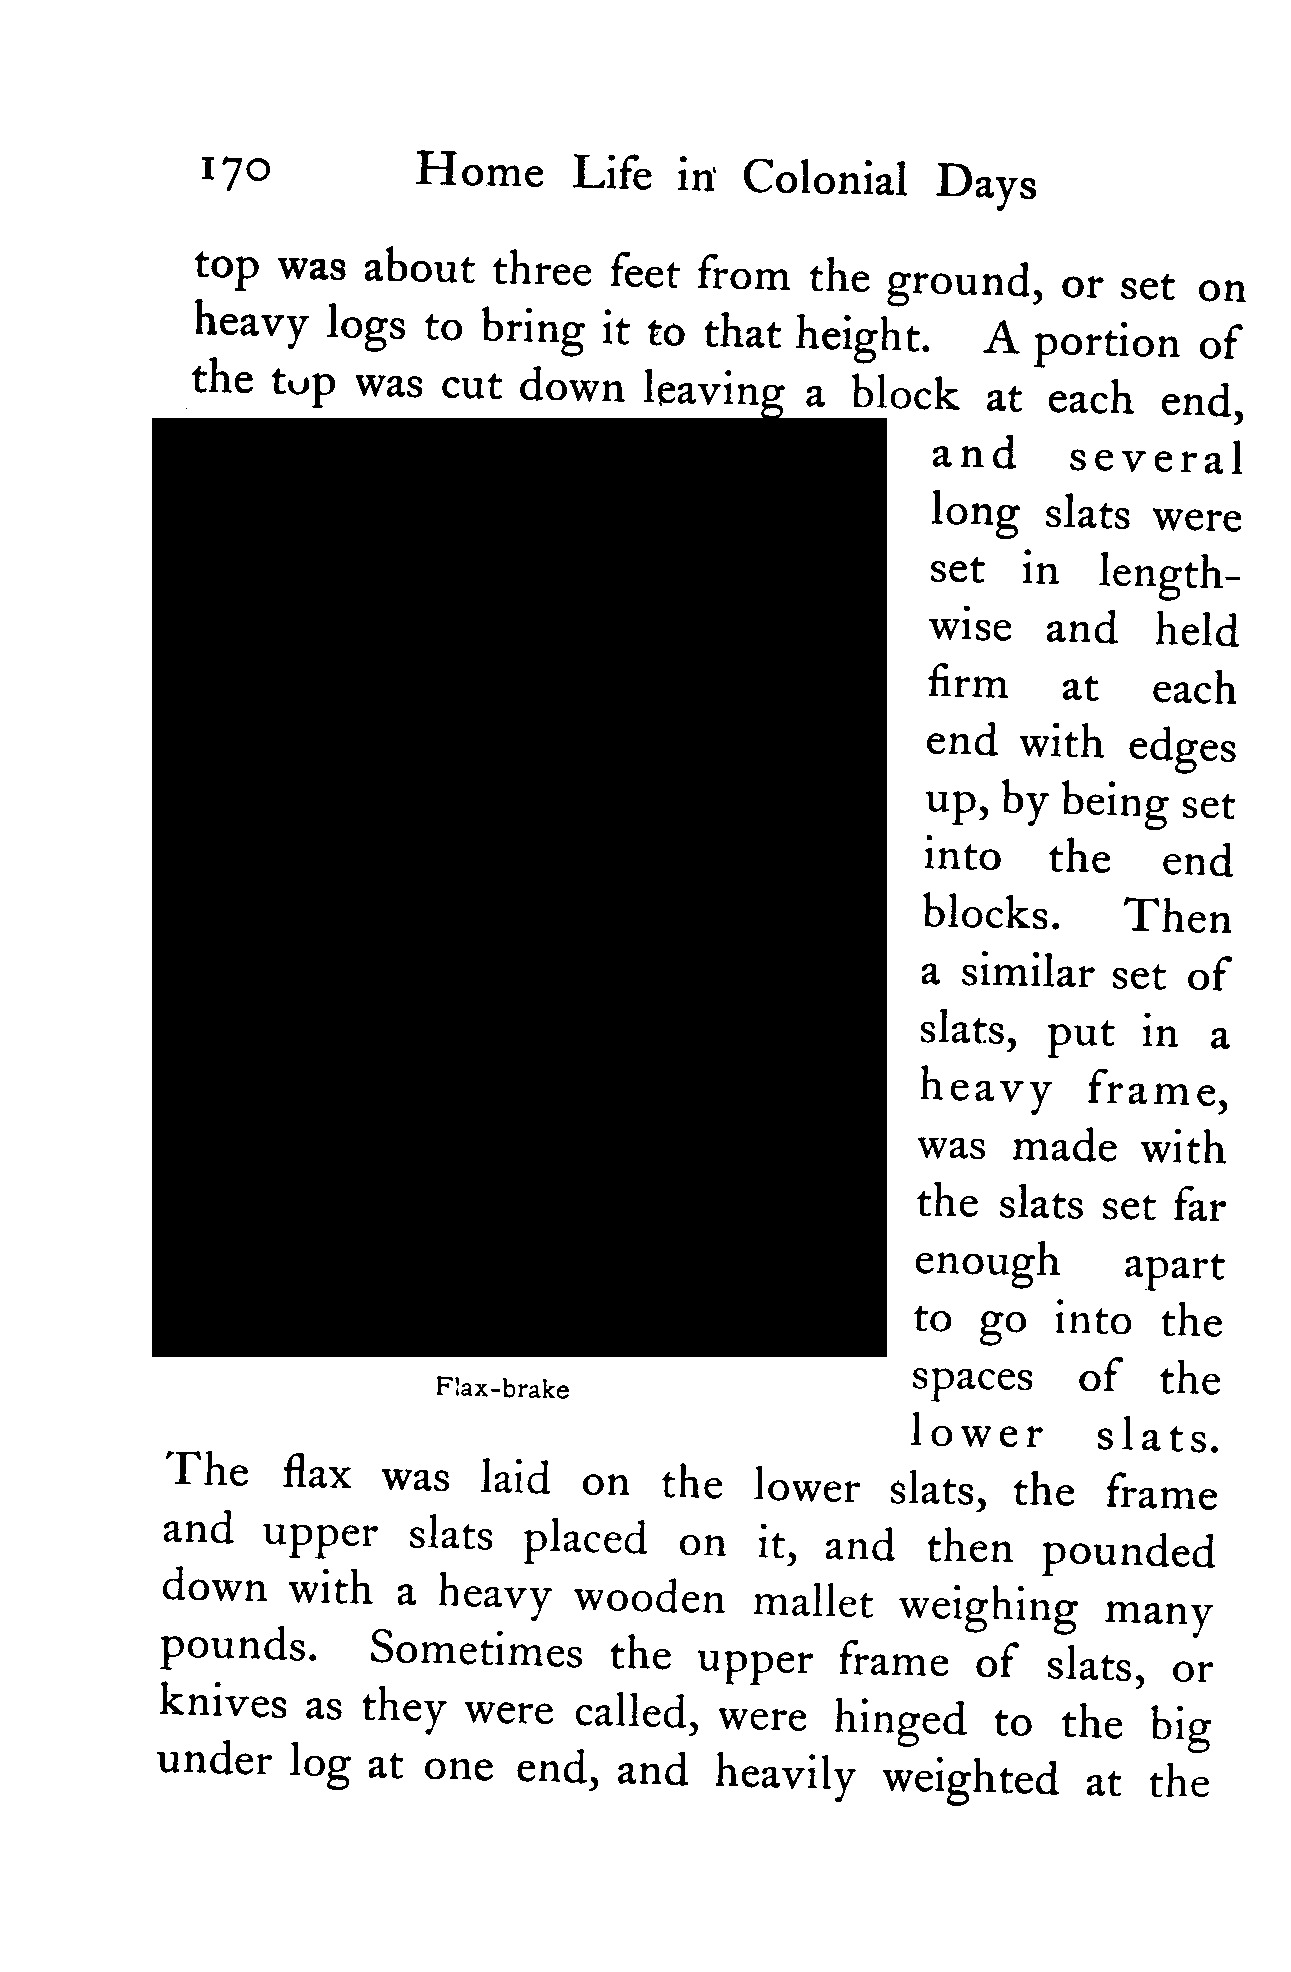 170 Home Life in Colonial Days
top was about three feet from the ground, or set on
heavy logs to bring it to that height. A portion of
the top was cut down leaving a block at each end,
and several
long slats were
set in length-
wise and held
firm at each
end with edges
up, by being set
into the end
blocks. Then
a similar set of
slats, put in a
heavy frame,
was made with
the slats set far
enough apart
to go into the
spaces of the
lower slats.
Flax-brake
The flax was laid on the lower slats, the frame
and upper slats placed on it, and then pounded
down with a heavy wooden mallet weighing many
pounds. Sometimes the upper frame of slats, or
knives as they were called, were hinged to the big
under log at one end, and heavily weighted at the